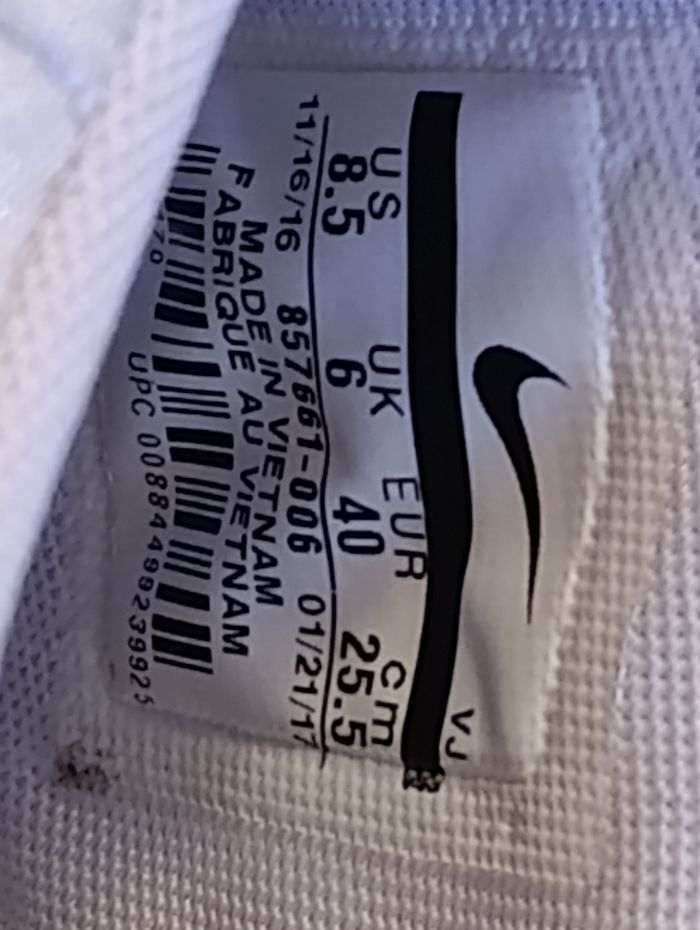 VJ
US UK EUR cm
8.5 6 40 25.5
11/16/16 857661-006 01/21/17
MADE IN VIETNAM
FABRIQUE AU VIETNAM
UPC 00884499239925